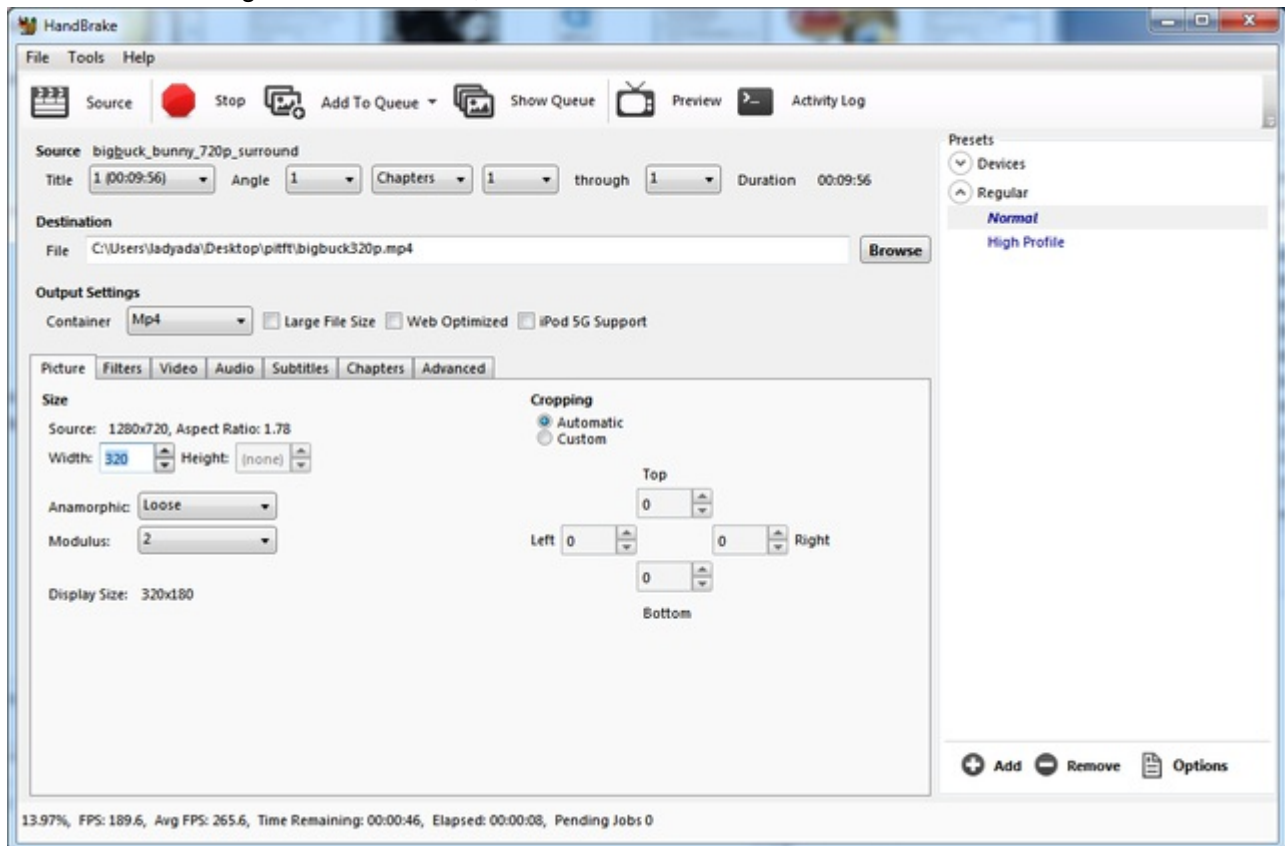 HandBrake
File Tools Help
Source Stop Add To Queue Show Queue Preview Activity Log
Source bigbuck_bunny_720p_surround
Title 1 (00:09:56) Angle 1 Chapters 1 through 1 Duration 00:09:56
Destination
File C:\Users\ladyada\Desktop\pitft\bigbuck320p.mp4 Browse
Output Settings
Container Mp4 Large File Size Web Optimized iPod 5G Support
Picture Filters Video Audio Subtitles Chapters Advanced
Size
Source: 1280x720, Aspect Ratio: 1.78
Width: 320 Height: (none)
Anamorphic: Loose
Modulus: 2
Display Size: 320x180
Cropping
Automatic
Custom
Top
0
Left 0 0 Right
0
Bottom
Presets
Devices
Regular
Normal
High Profile
Add Remove Options
13.97%, FPS: 189.6, Avg FPS: 265.6, Time Remaining: 00:00:46, Elapsed: 00:00:08, Pending Jobs 0